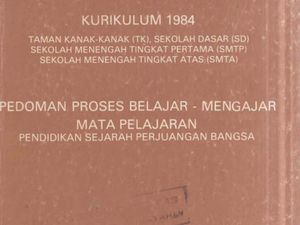 KURIKULUM 1984
TAMAN KANAK-KANAK (TK), SEKOLAH DASAR (SD)
SEKOLAH MENENGAH TINGKAT PERTAMA (SMTP)
SEKOLAH MENENGAH TINGKAT ATAS (SMTA)
PEDOMAN PROSES BELAJAR - MENGAJAR
MATA PELAJARAN
PENDIDIKAN SEJARAH PERJUANGAN BANGSA